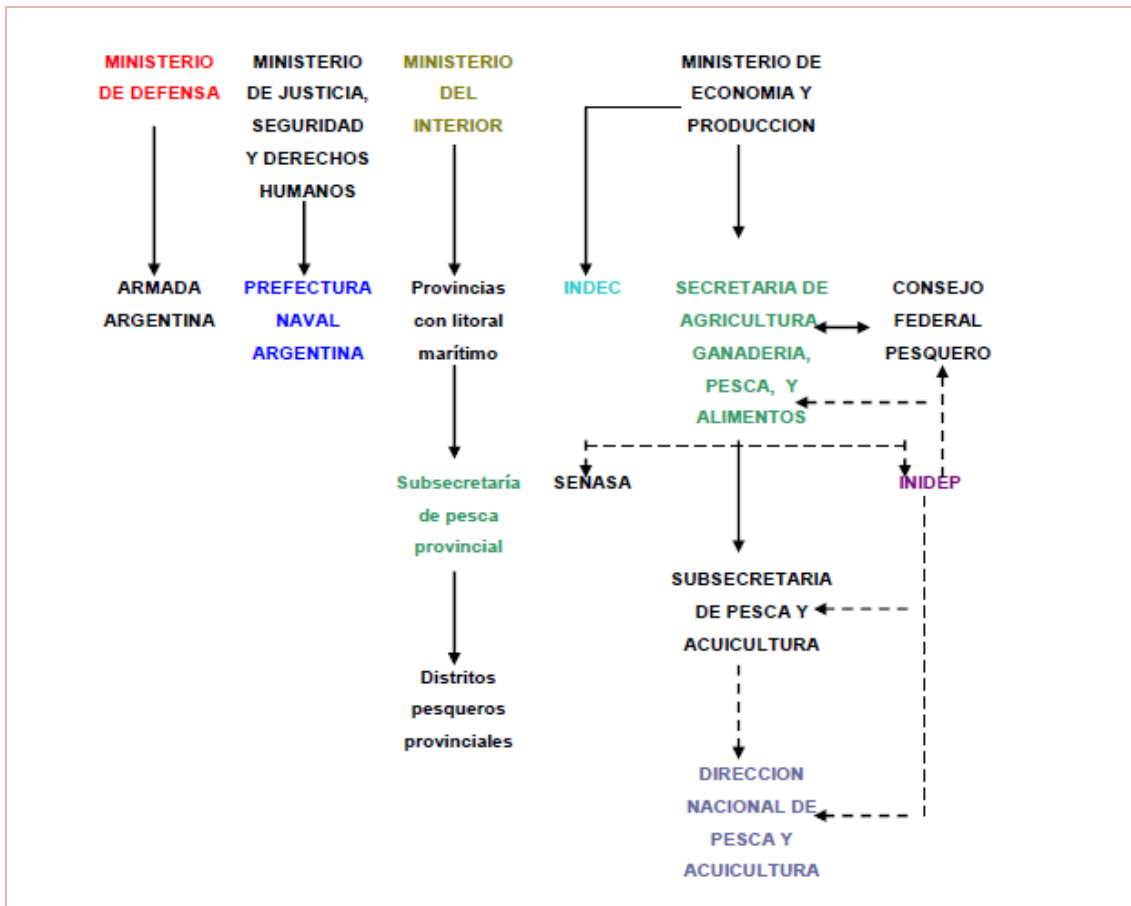 MINISTERIO
DE DEFENSA
MINISTERIO
DE JUSTICIA,
SEGURIDAD
Y DERECHOS
HUMANOS
MINISTERIO
DEL
INTERIOR
MINISTERIO DE
ECONOMIA Y
PRODUCCION
ARMADA
ARGENTINA
PREFECTURA
NAVAL
ARGENTINA
Provincias
con litoral
marítimo
INDEC
SECRETARIA DE
AGRICULTURA,
GANADERIA,
PESCA, Y
ALIMENTOS
CONSEJO
FEDERAL
PESQUERO
Subsecretaría
de pesca
provincial
SENASA
INIDEP
SUBSECRETARIA
DE PESCA Y
ACUICULTURA
Distritos
pesqueros
provinciales
DIRECCION
NACIONAL DE
PESCA Y
ACUICULTURA